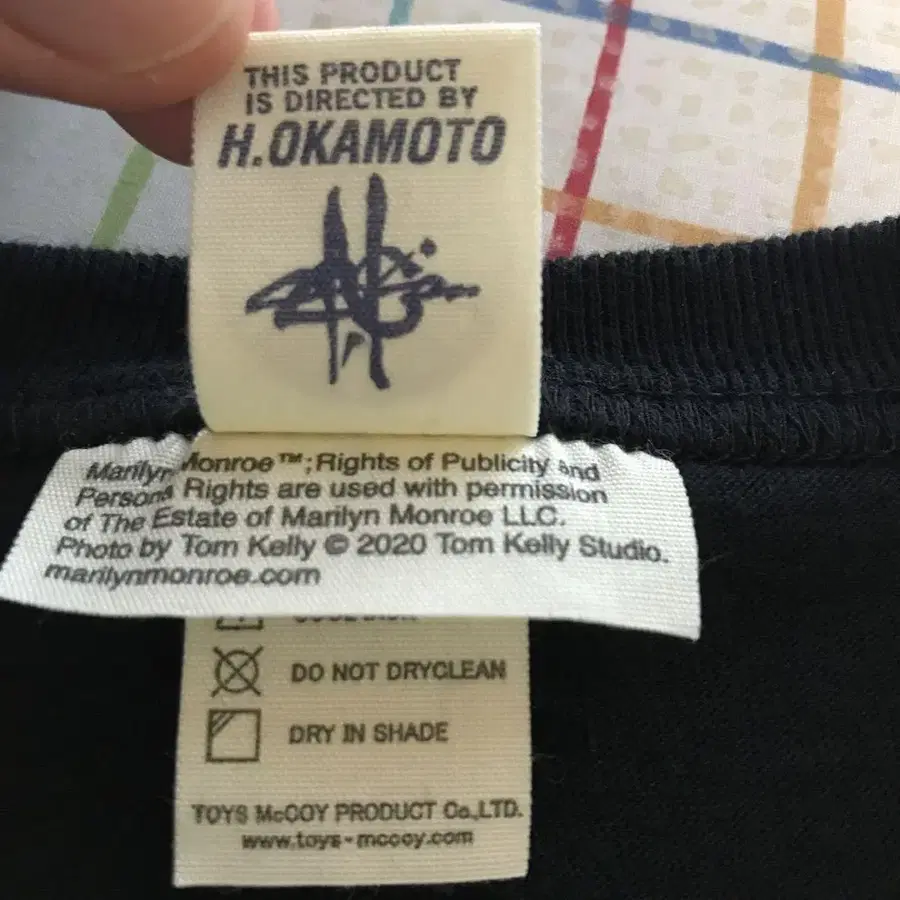 THIS PRODUCT
IS DIRECTED BY
H.OKAMOTO
Marilyn Monroe™; Rights of Publicity and
Persona Rights are used with permission
of The Estate of Marilyn Monroe LLC.
Photo by Tom Kelly © 2020 Tom Kelly Studio.
marilynmonroe.com
DO NOT DRYCLEAN
DRY IN SHADE
TOYS McCOY PRODUCT Co.,LTD.
www.toys-mccoy.com